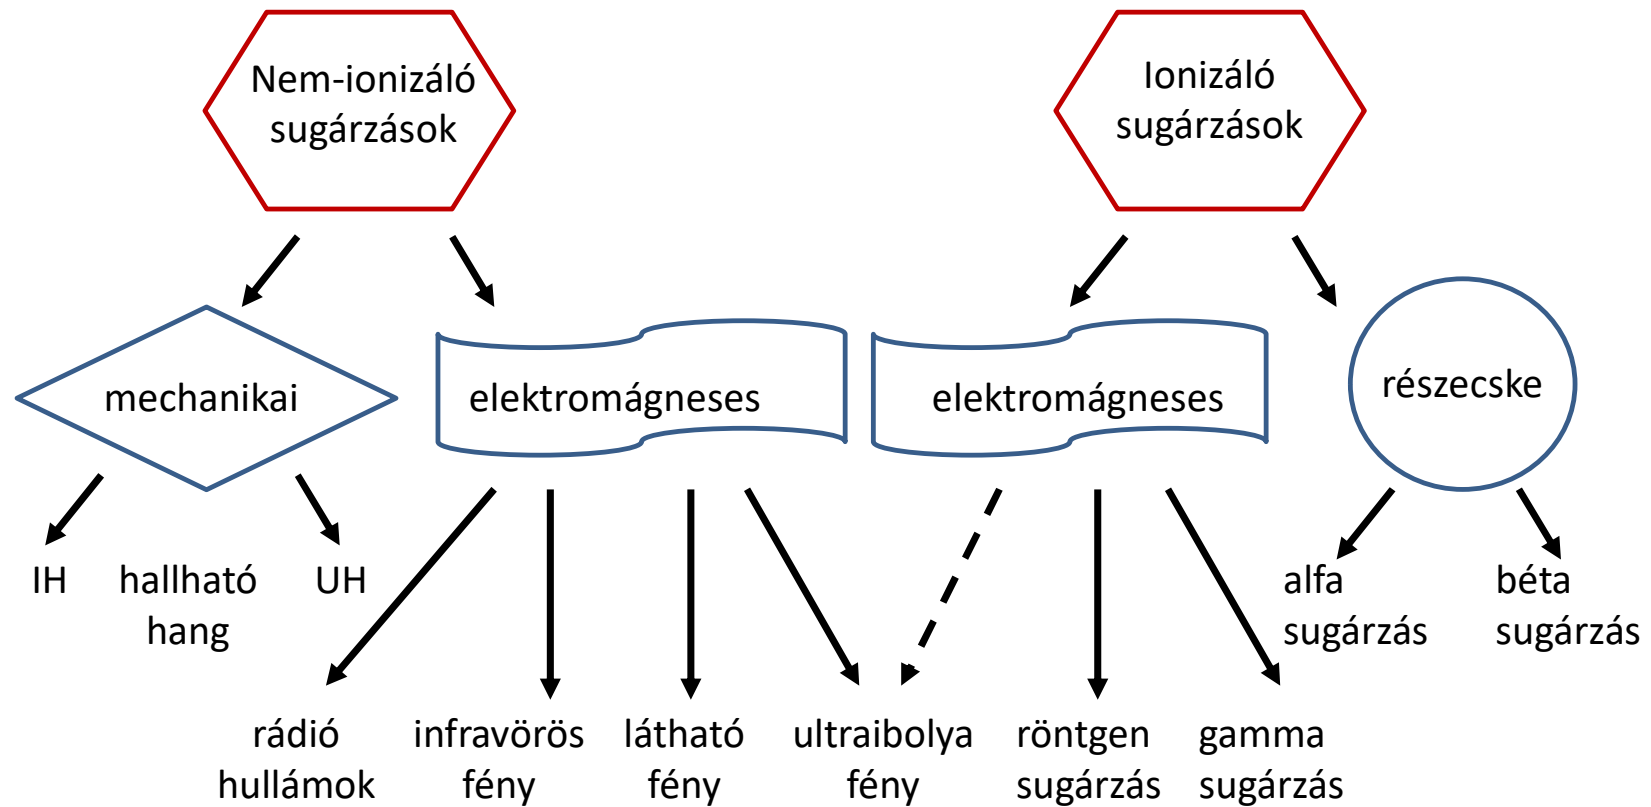 Nem-ionizáló
sugárzások
Ionizáló
sugárzások
mechanikai
elektromágneses
elektromágneses
részecske
IH
hallható
hang
UH
alfa
sugárzás
béta
sugárzás
rádió
hullámok
infravörös
fény
látható
fény
ultraibolya
fény
röntgen
sugárzás
gamma
sugárzás